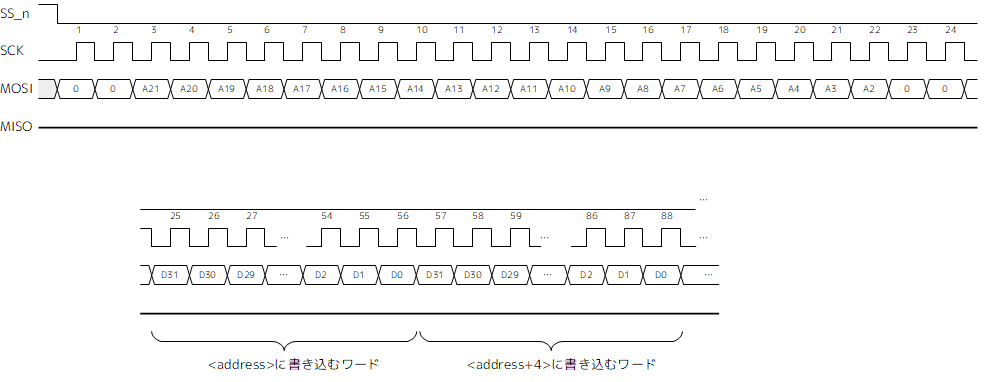 SS_n
1 2 3 4 5 6 7 8 9 10 11 12 13 14 15 16 17 18 19 20 21 22 23 24
SCK
MOSI 0 0 A21 A20 A19 A18 A17 A16 A15 A14 A13 A12 A11 A10 A9 A8 A7 A6 A5 A4 A3 A2 0 0
MISO
...
25 26 27 54 55 56 57 58 59 86 87 88
... ... ...
D31 D30 D29 ... D2 D1 D0 D31 D30 D29 ... D2 D1 D0 ...
<address>に書き込むワード <address+4>に書き込むワード